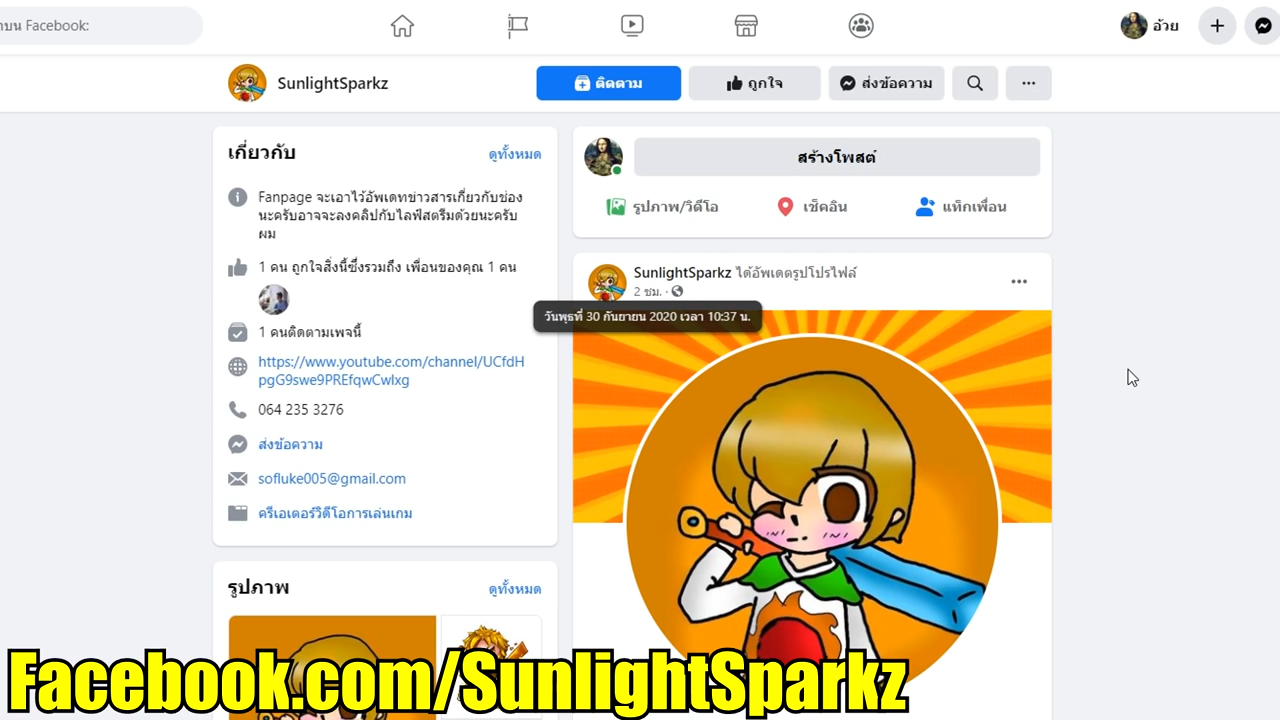 าบน Facebook:
อ้วย
SunlightSparkz
ติดตาม
ถูกใจ
ส่งข้อความ
เกี่ยวกับ
ดูทั้งหมด
Fanpage จะเอาไว้อัพเดทข่าวสารเกี่ยวกับช่อง
นะครับอาจจะลงคลิปกับไลฟ์สตรีมด้วยนะครับ
ผม
1 คน ถูกใจสิ่งนี้ซึ่งรวมถึง เพื่อนของคุณ 1 คน
1 คนติดตามเพจนี้
https://www.youtube.com/channel/UCfdH
pgG9swe9PREfqwCwlxg
064 235 3276
ส่งข้อความ
sofluke005@gmail.com
ครีเอเตอร์วิดีโอการเล่นเกม
รูปภาพ
ดูทั้งหมด
สร้างโพสต์
รูปภาพ/วิดีโอ
เช็คอิน
แท็กเพื่อน
SunlightSparkz ได้อัพเดตรูปโปรไฟล์
2 ชม. ·
วันพุธที่ 30 กันยายน 2020 เวลา 10:37 น.
Facebook.com/SunlightSparkz